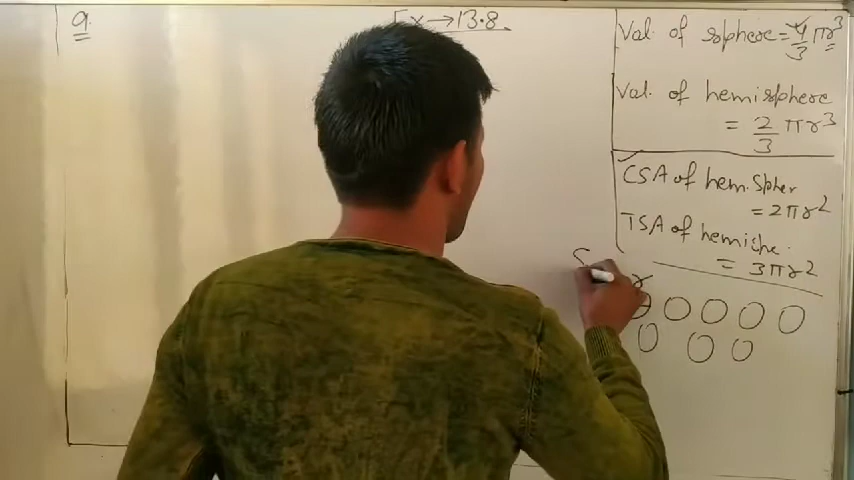 9
Ex→13.8
Vol. of sphere = 4/3 πr³
Vol. of hemisphere
= 2/3 πr³
CSA of hem. Spher
= 2πr²
TSA of hemishe.
= 3πr²
S
r